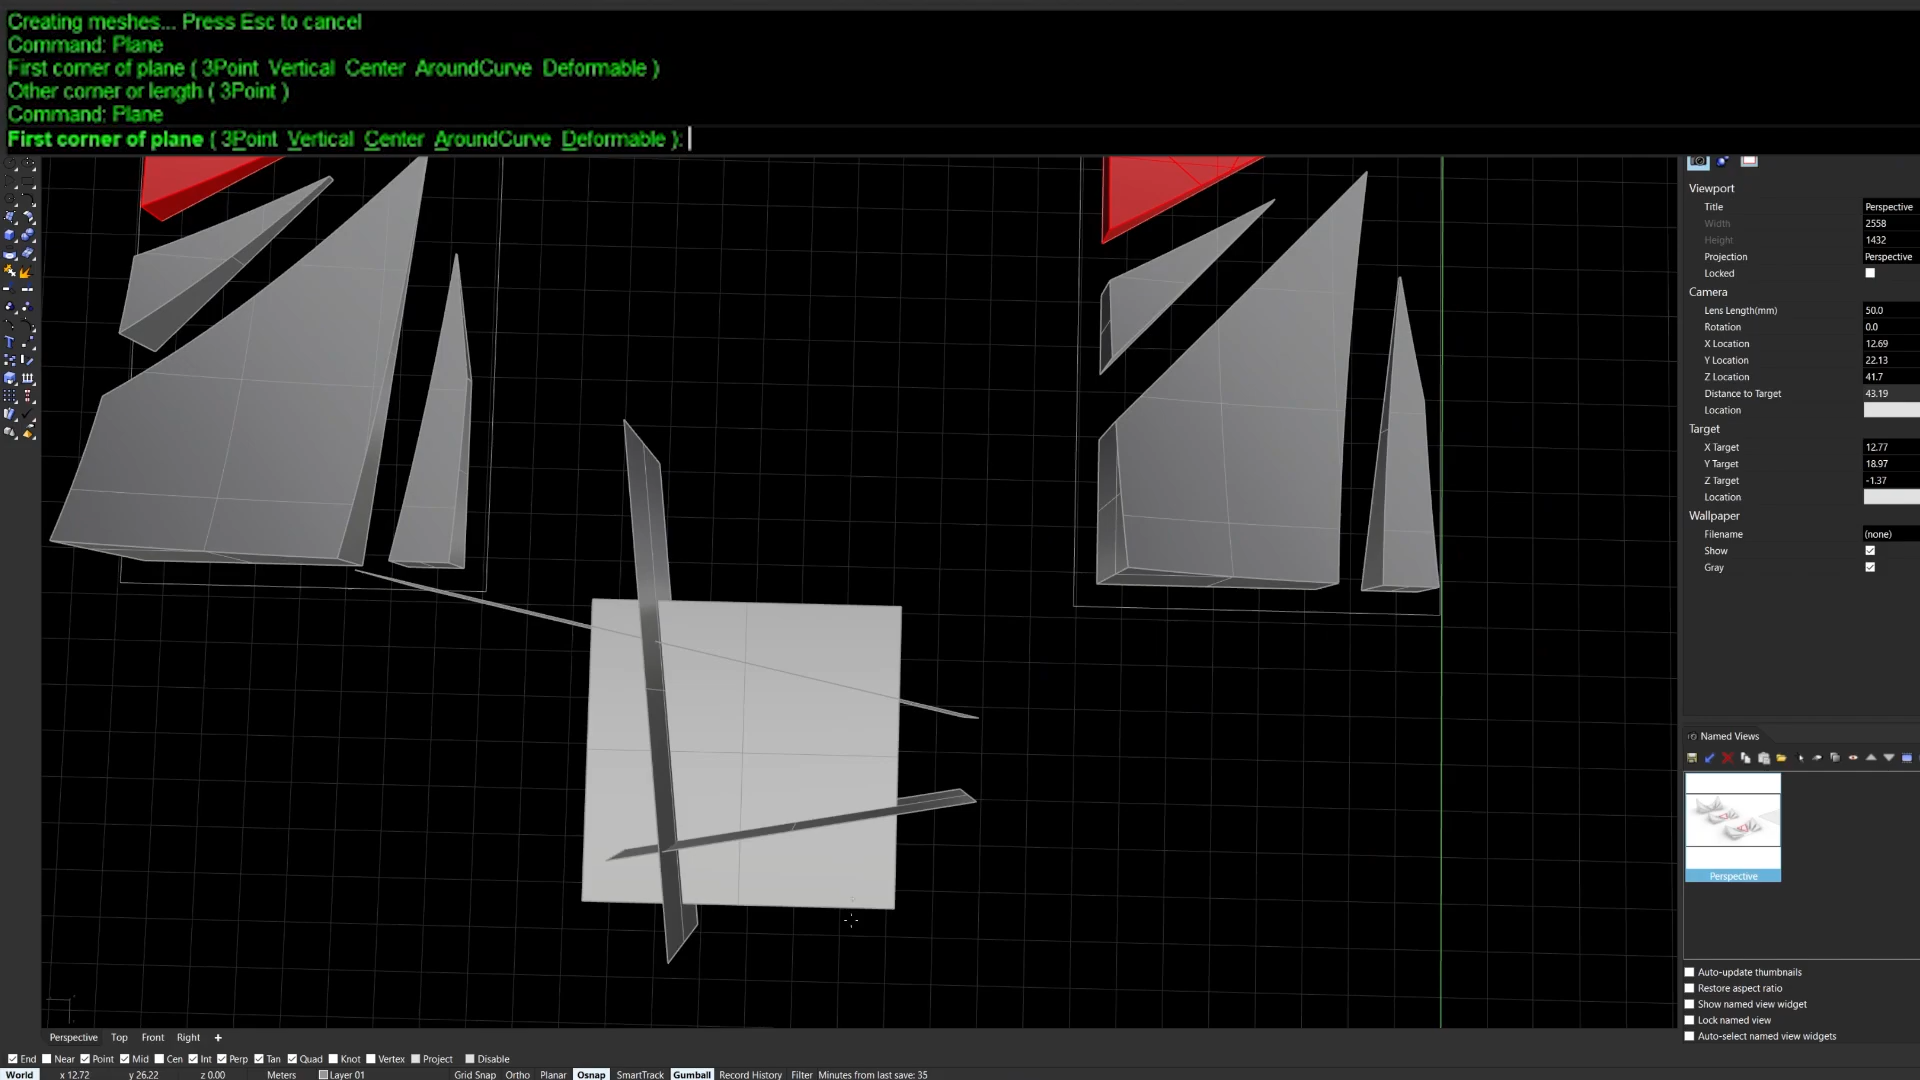 Creating meshes... Press Esc to cancel
Command: Plane
First corner of plane ( 3Point  Vertical  Center  AroundCurve  Deformable )
Other corner or length ( 3Point )
Command: Plane
First corner of plane ( 3Point  Vertical  Center  AroundCurve  Deformable ):
Viewport
Title Perspective
Width 2558
Height 1432
Projection Perspective
Locked
Camera
Lens Length(mm) 50.0
Rotation 0.0
X Location 12.69
Y Location 22.13
Z Location 41.7
Distance to Target 43.19
Location
Target
X Target 12.77
Y Target 18.97
Z Target -1.37
Location
Wallpaper
Filename (none)
Show
Gray
Named Views
Perspective
Auto-update thumbnails
Restore aspect ratio
Show named view widget
Lock named view
Auto-select named view widgets
Perspective Top Front Right +
End Near Point Mid Cen Int Perp Tan Quad Knot Vertex Project Disable
World x 12.72 y 26.22 z 0.00 Meters Layer 01 Grid Snap Ortho Planar Osnap SmartTrack Gumball Record History Filter Minutes from last save: 35